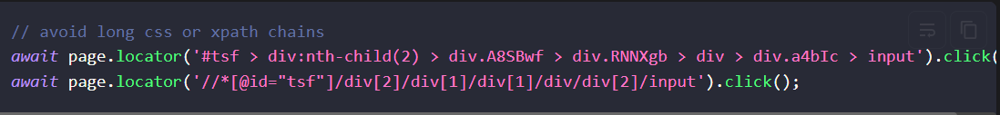 // avoid long css or xpath chains
await page.locator('#tsf > div:nth-child(2) > div.A8SBwf > div.RNNXgb > div > div.a4bIc > input').click(
await page.locator('//*[@id="tsf"]/div[2]/div[1]/div[1]/div/div[2]/input').click();